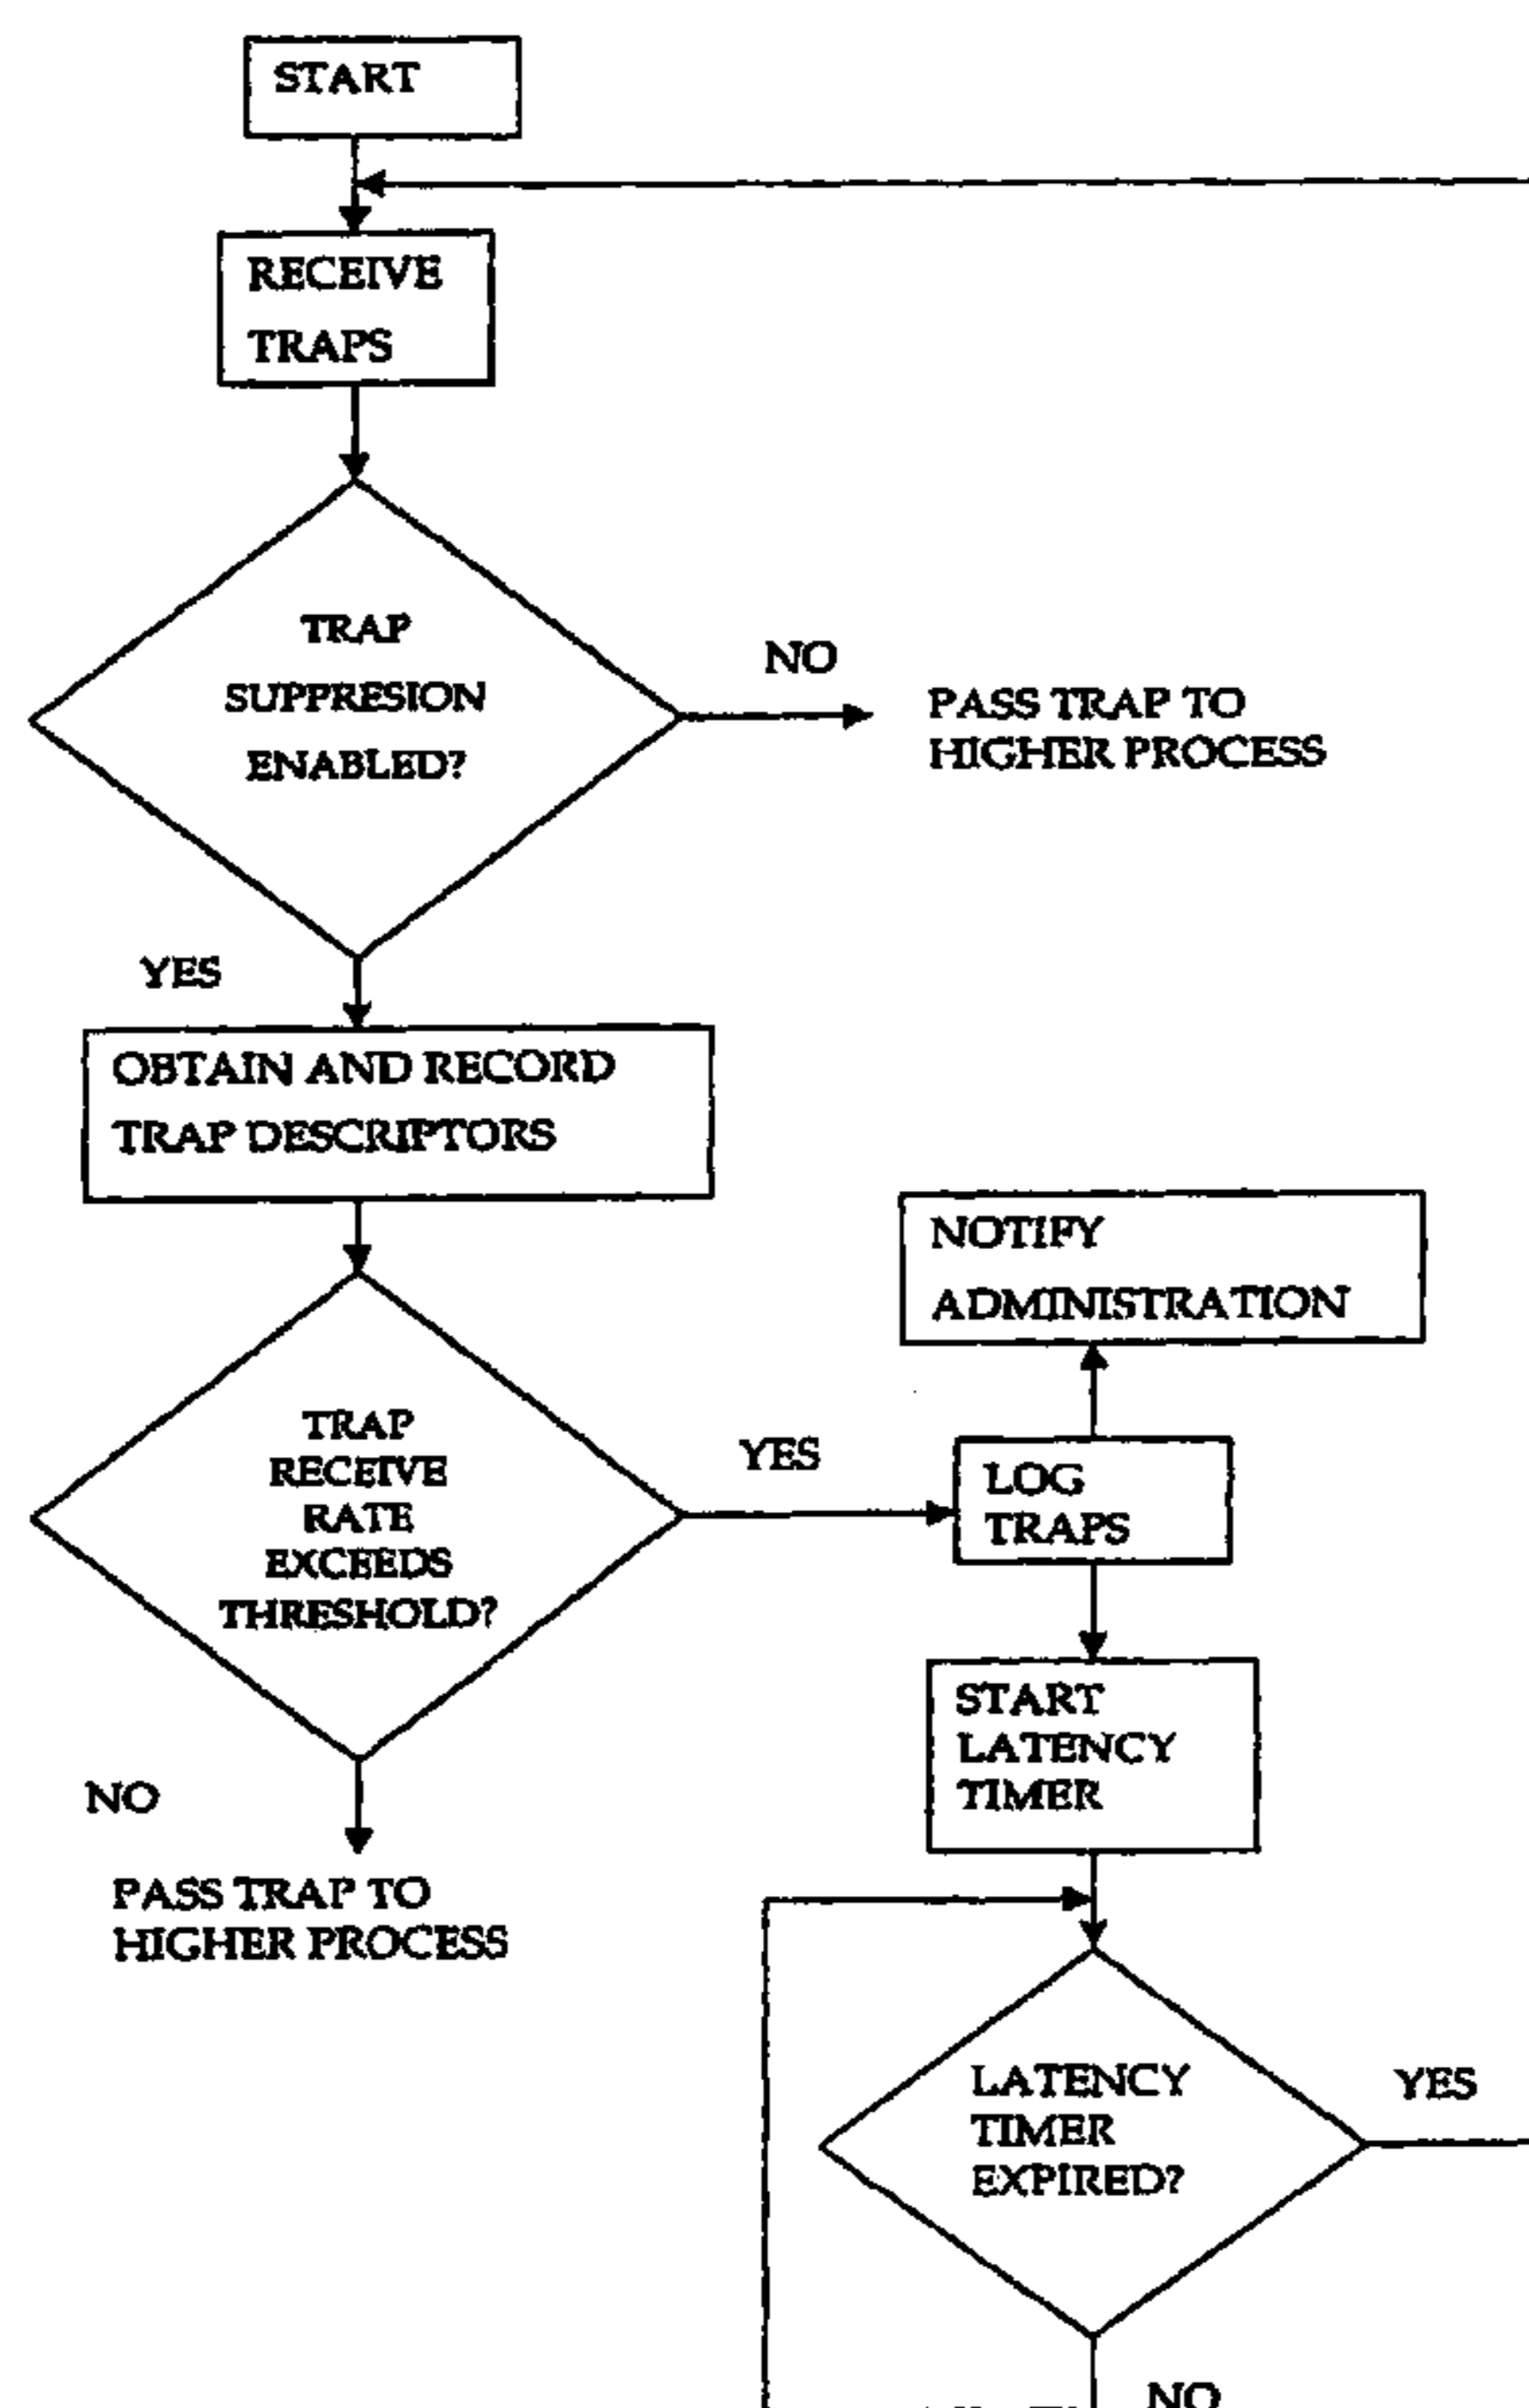 START
RECEIVE
TRAPS
TRAP
SUPPRESION
ENABLED?
NO
PASS TRAP TO
HIGHER PROCESS
YES
OBTAIN AND RECORD
TRAP DESCRIPTORS
TRAP
RECEIVE
RATE
EXCEEDS
THRESHOLD?
YES
LOG
TRAPS
NOTIFY
ADMINISTRATION
NO
PASS TRAP TO
HIGHER PROCESS
START
LATENCY
TIMER
LATENCY
TIMER
EXPIRED?
YES
NO